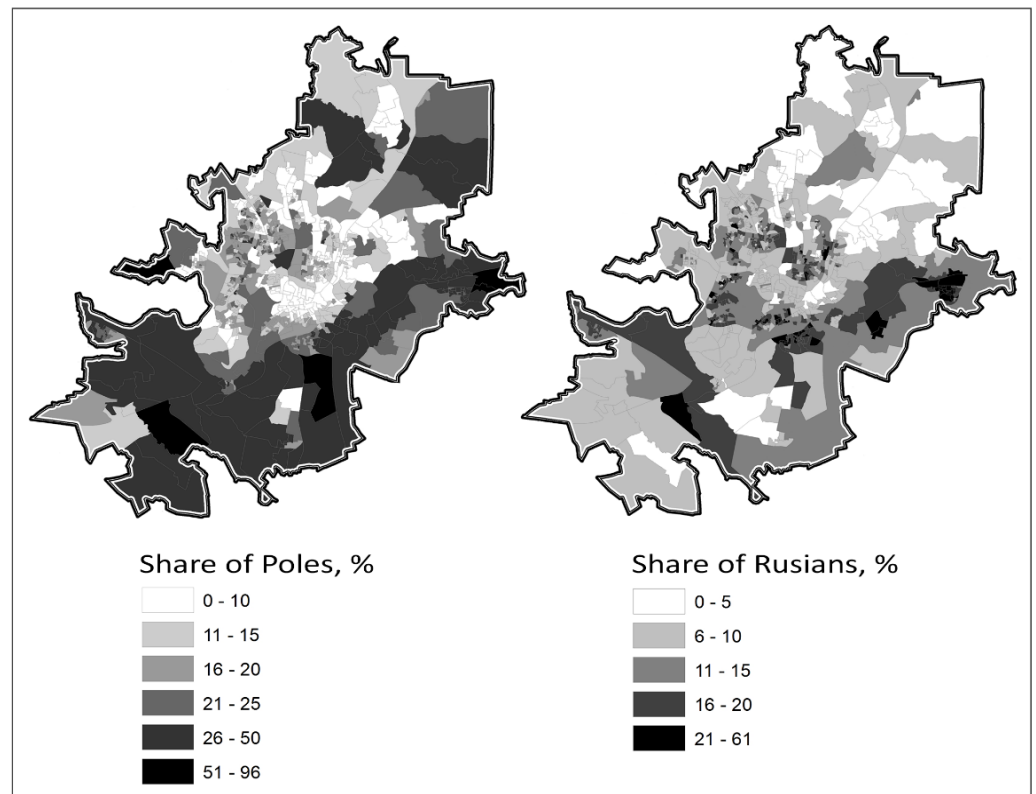 Share of Poles, %
0 - 10
11 - 15
16 - 20
21 - 25
26 - 50
51 - 96
Share of Rusians, %
0 - 5
6 - 10
11 - 15
16 - 20
21 - 61